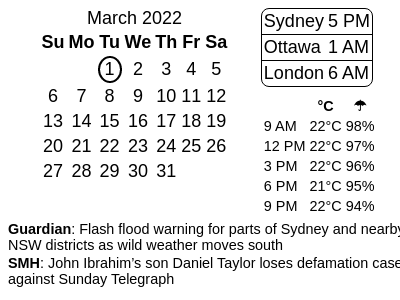 March 2022
Su Mo Tu We Th Fr Sa
1 2 3 4 5
6 7 8 9 10 11 12
13 14 15 16 17 18 19
20 21 22 23 24 25 26
27 28 29 30 31
Sydney 5 PM
Ottawa 1 AM
London 6 AM
°C ☂
9 AM 22°C 98%
12 PM 22°C 97%
3 PM 22°C 96%
6 PM 21°C 95%
9 PM 22°C 94%
Guardian: Flash flood warning for parts of Sydney and nearby
NSW districts as wild weather moves south
SMH: John Ibrahim's son Daniel Taylor loses defamation case
against Sunday Telegraph